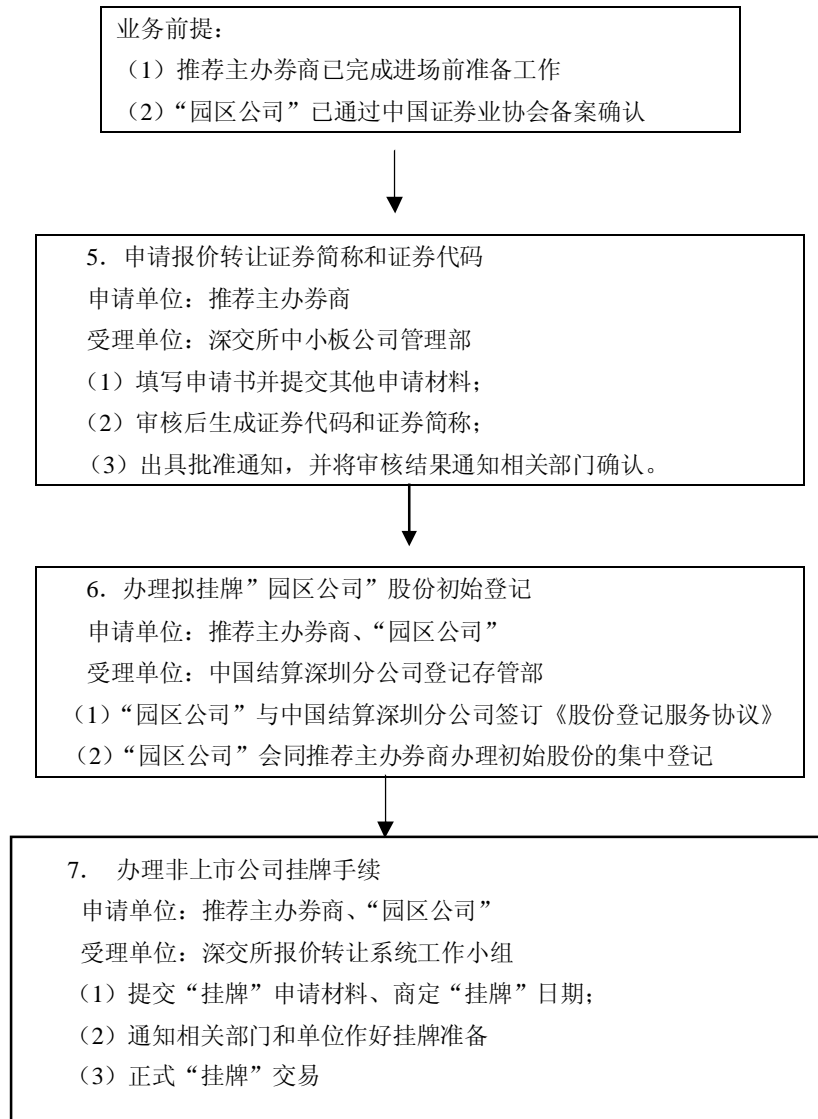 业务前提：
（1）推荐主办券商已完成进场前准备工作
（2）“园区公司”已通过中国证券业协会备案确认
5．申请报价转让证券简称和证券代码
申请单位：推荐主办券商
受理单位：深交所中小板公司管理部
（1）填写申请书并提交其他申请材料；
（2）审核后生成证券代码和证券简称；
（3）出具批准通知，并将审核结果通知相关部门确认。
6．办理拟挂牌”园区公司”股份初始登记
申请单位：推荐主办券商、“园区公司”
受理单位：中国结算深圳分公司登记存管部
（1）“园区公司”与中国结算深圳分公司签订《股份登记服务协议》
（2）“园区公司”会同推荐主办券商办理初始股份的集中登记
7． 办理非上市公司挂牌手续
申请单位：推荐主办券商、“园区公司”
受理单位：深交所报价转让系统工作小组
（1）提交“挂牌”申请材料、商定“挂牌”日期；
（2）通知相关部门和单位作好挂牌准备
（3）正式“挂牌”交易